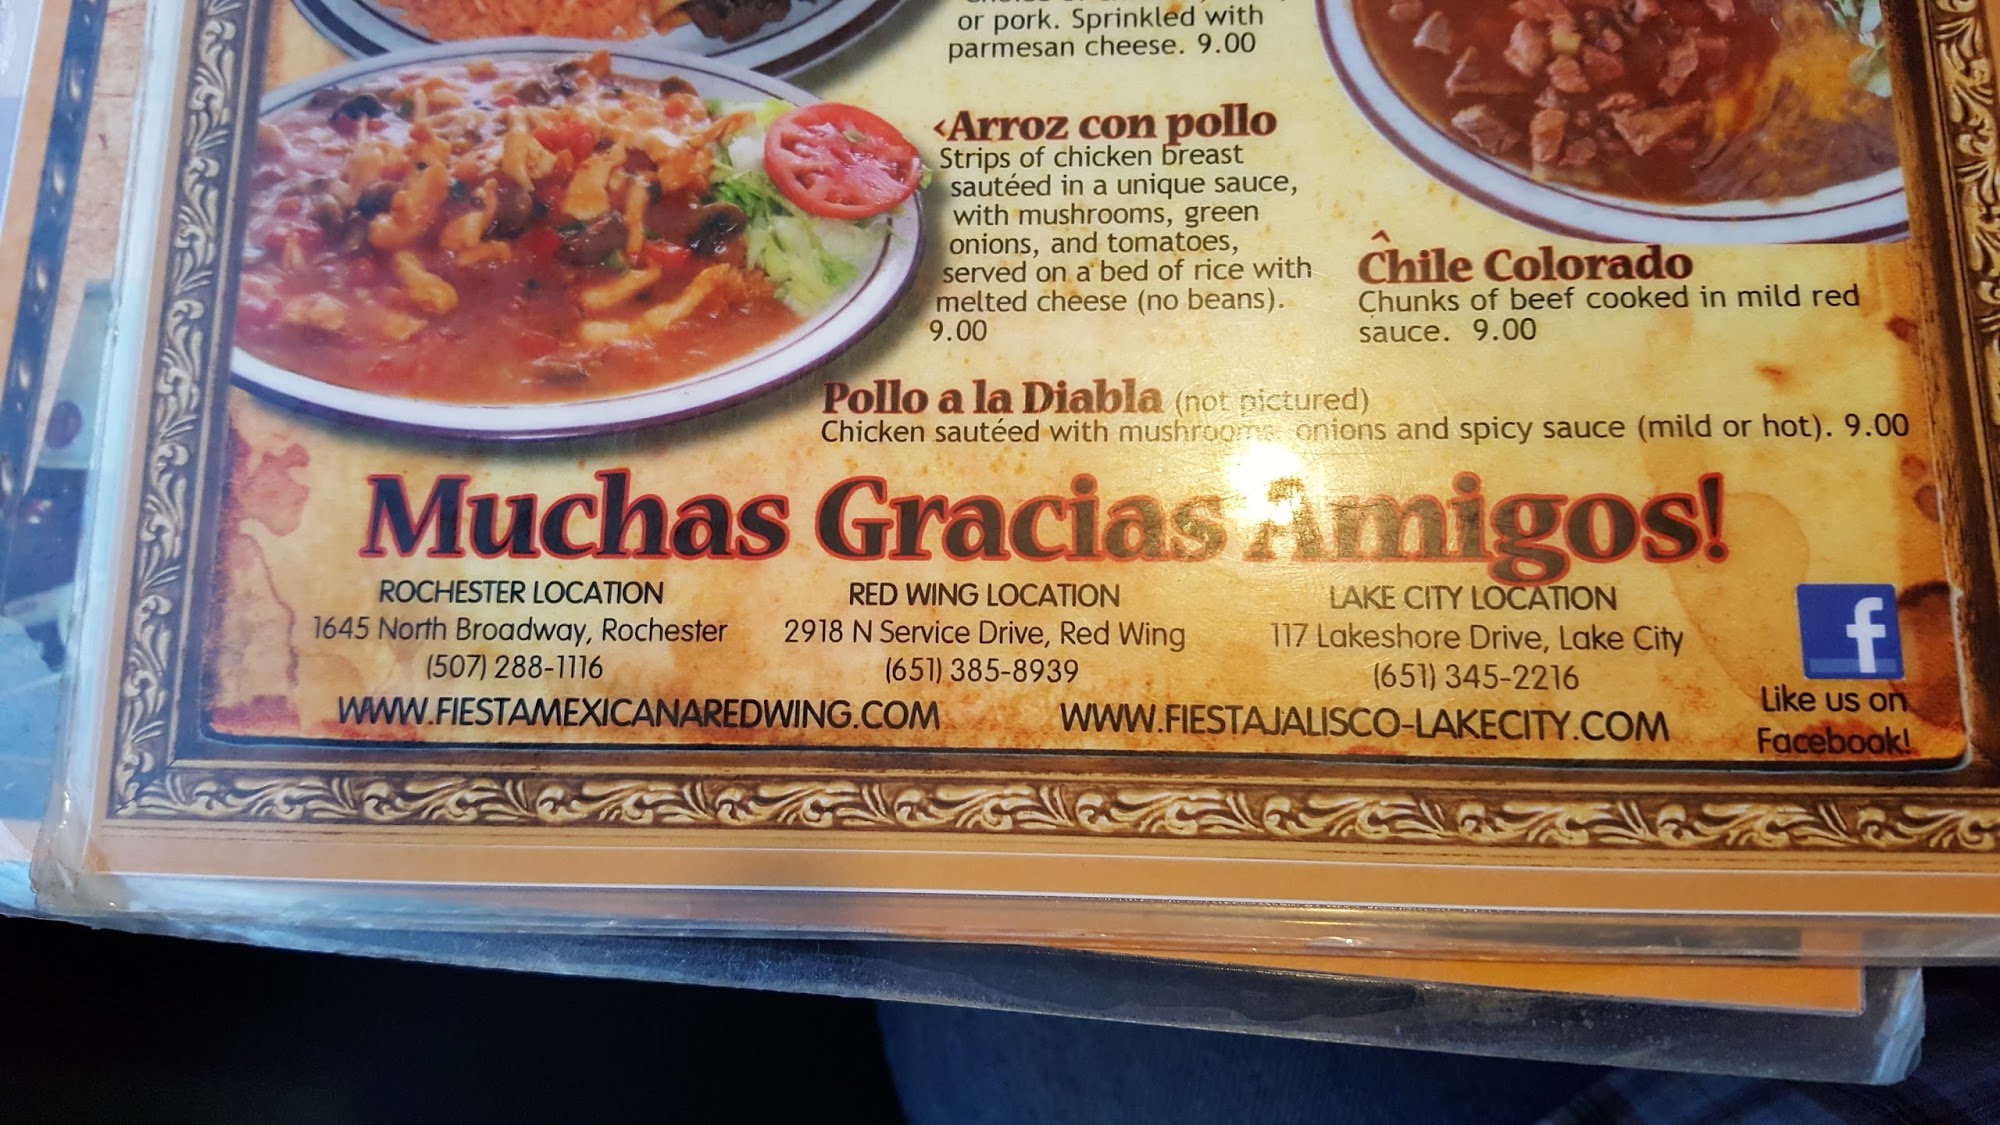 or pork. Sprinkled with
parmesan cheese. 9.00
‹Arroz con pollo
Strips of chicken breast
sautéed in a unique sauce,
with mushrooms, green
onions, and tomatoes,
served on a bed of rice with
melted cheese (no beans).
9.00
^
Chile Colorado
Chunks of beef cooked in mild red
sauce. 9.00
Pollo a la Diabla (not pictured)
Chicken sautéed with mushrooms, onions and spicy sauce (mild or hot). 9.00
Muchas Gracias Amigos!
ROCHESTER LOCATION
1645 North Broadway, Rochester
(507) 288-1116
RED WING LOCATION
2918 N Service Drive, Red Wing
(651) 385-8939
LAKE CITY LOCATION
117 Lakeshore Drive, Lake City
(651) 345-2216
WWW.FIESTAMEXICANAREDWING.COM
WWW.FIESTAJALISCO-LAKECITY.COM
f
Like us on
Facebook!